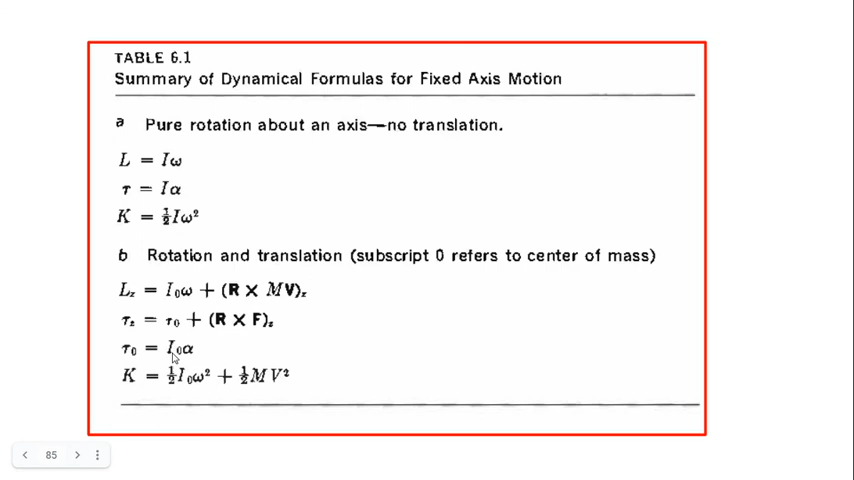 TABLE 6.1
Summary of Dynamical Formulas for Fixed Axis Motion
a Pure rotation about an axis—no translation.
L = Iω
τ = Iα
K = ½Iω²
b Rotation and translation (subscript 0 refers to center of mass)
L_z = I₀ω + (R × MV)_z
τ_z = τ₀ + (R × F)_z
τ₀ = I₀α
K = ½I₀ω² + ½MV²
85